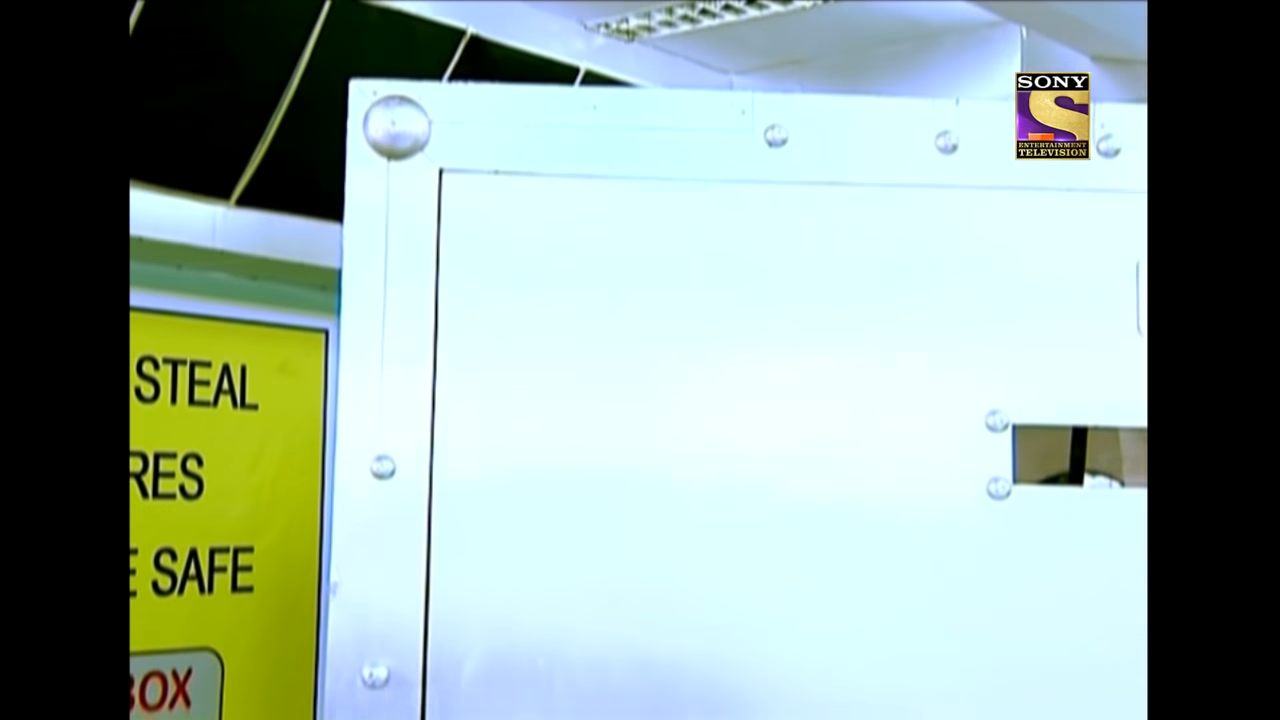 SONY
ENTERTAINMENT
TELEVISION
STEAL
RES
E SAFE
BOX